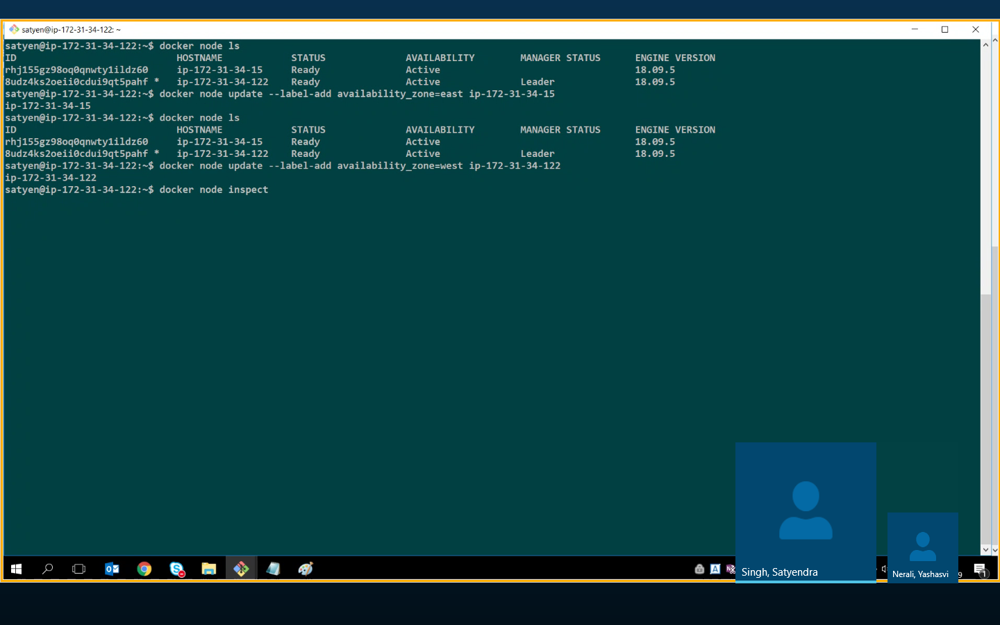 satyen@ip-172-31-34-122: ~
satyen@ip-172-31-34-122:~$ docker node ls
ID HOSTNAME STATUS AVAILABILITY MANAGER STATUS ENGINE VERSION
rhj155gz98oq0qnwty1ildz60 ip-172-31-34-15 Ready Active 18.09.5
8udz4ks2oeii0cdui9qt5pahf * ip-172-31-34-122 Ready Active Leader 18.09.5
satyen@ip-172-31-34-122:~$ docker node update --label-add availability_zone=east ip-172-31-34-15
ip-172-31-34-15
satyen@ip-172-31-34-122:~$ docker node ls
ID HOSTNAME STATUS AVAILABILITY MANAGER STATUS ENGINE VERSION
rhj155gz98oq0qnwty1ildz60 ip-172-31-34-15 Ready Active 18.09.5
8udz4ks2oeii0cdui9qt5pahf * ip-172-31-34-122 Ready Active Leader 18.09.5
satyen@ip-172-31-34-122:~$ docker node update --label-add availability_zone=west ip-172-31-34-122
ip-172-31-34-122
satyen@ip-172-31-34-122:~$ docker node inspect
Singh, Satyendra
Nerali, Yashasvi
9
1